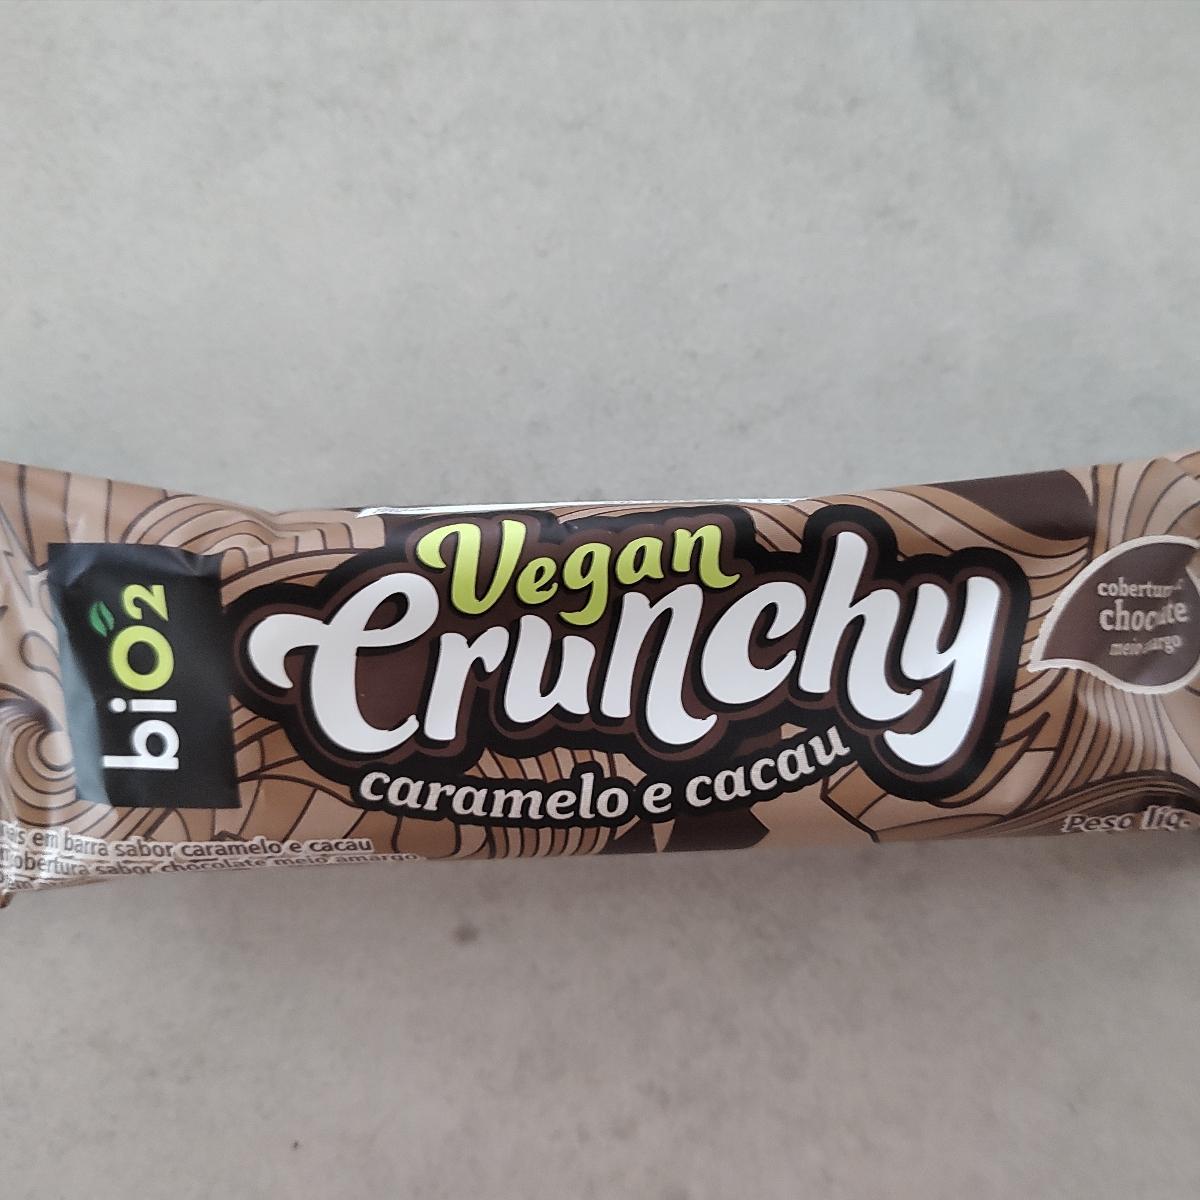 biO2
Vegan
Crunchy
caramelo e cacau
cobertura
chocolate
meio amargo
em barra sabor caramelo e cacau
cobertura sabor chocolate meio amargo
Peso líq.